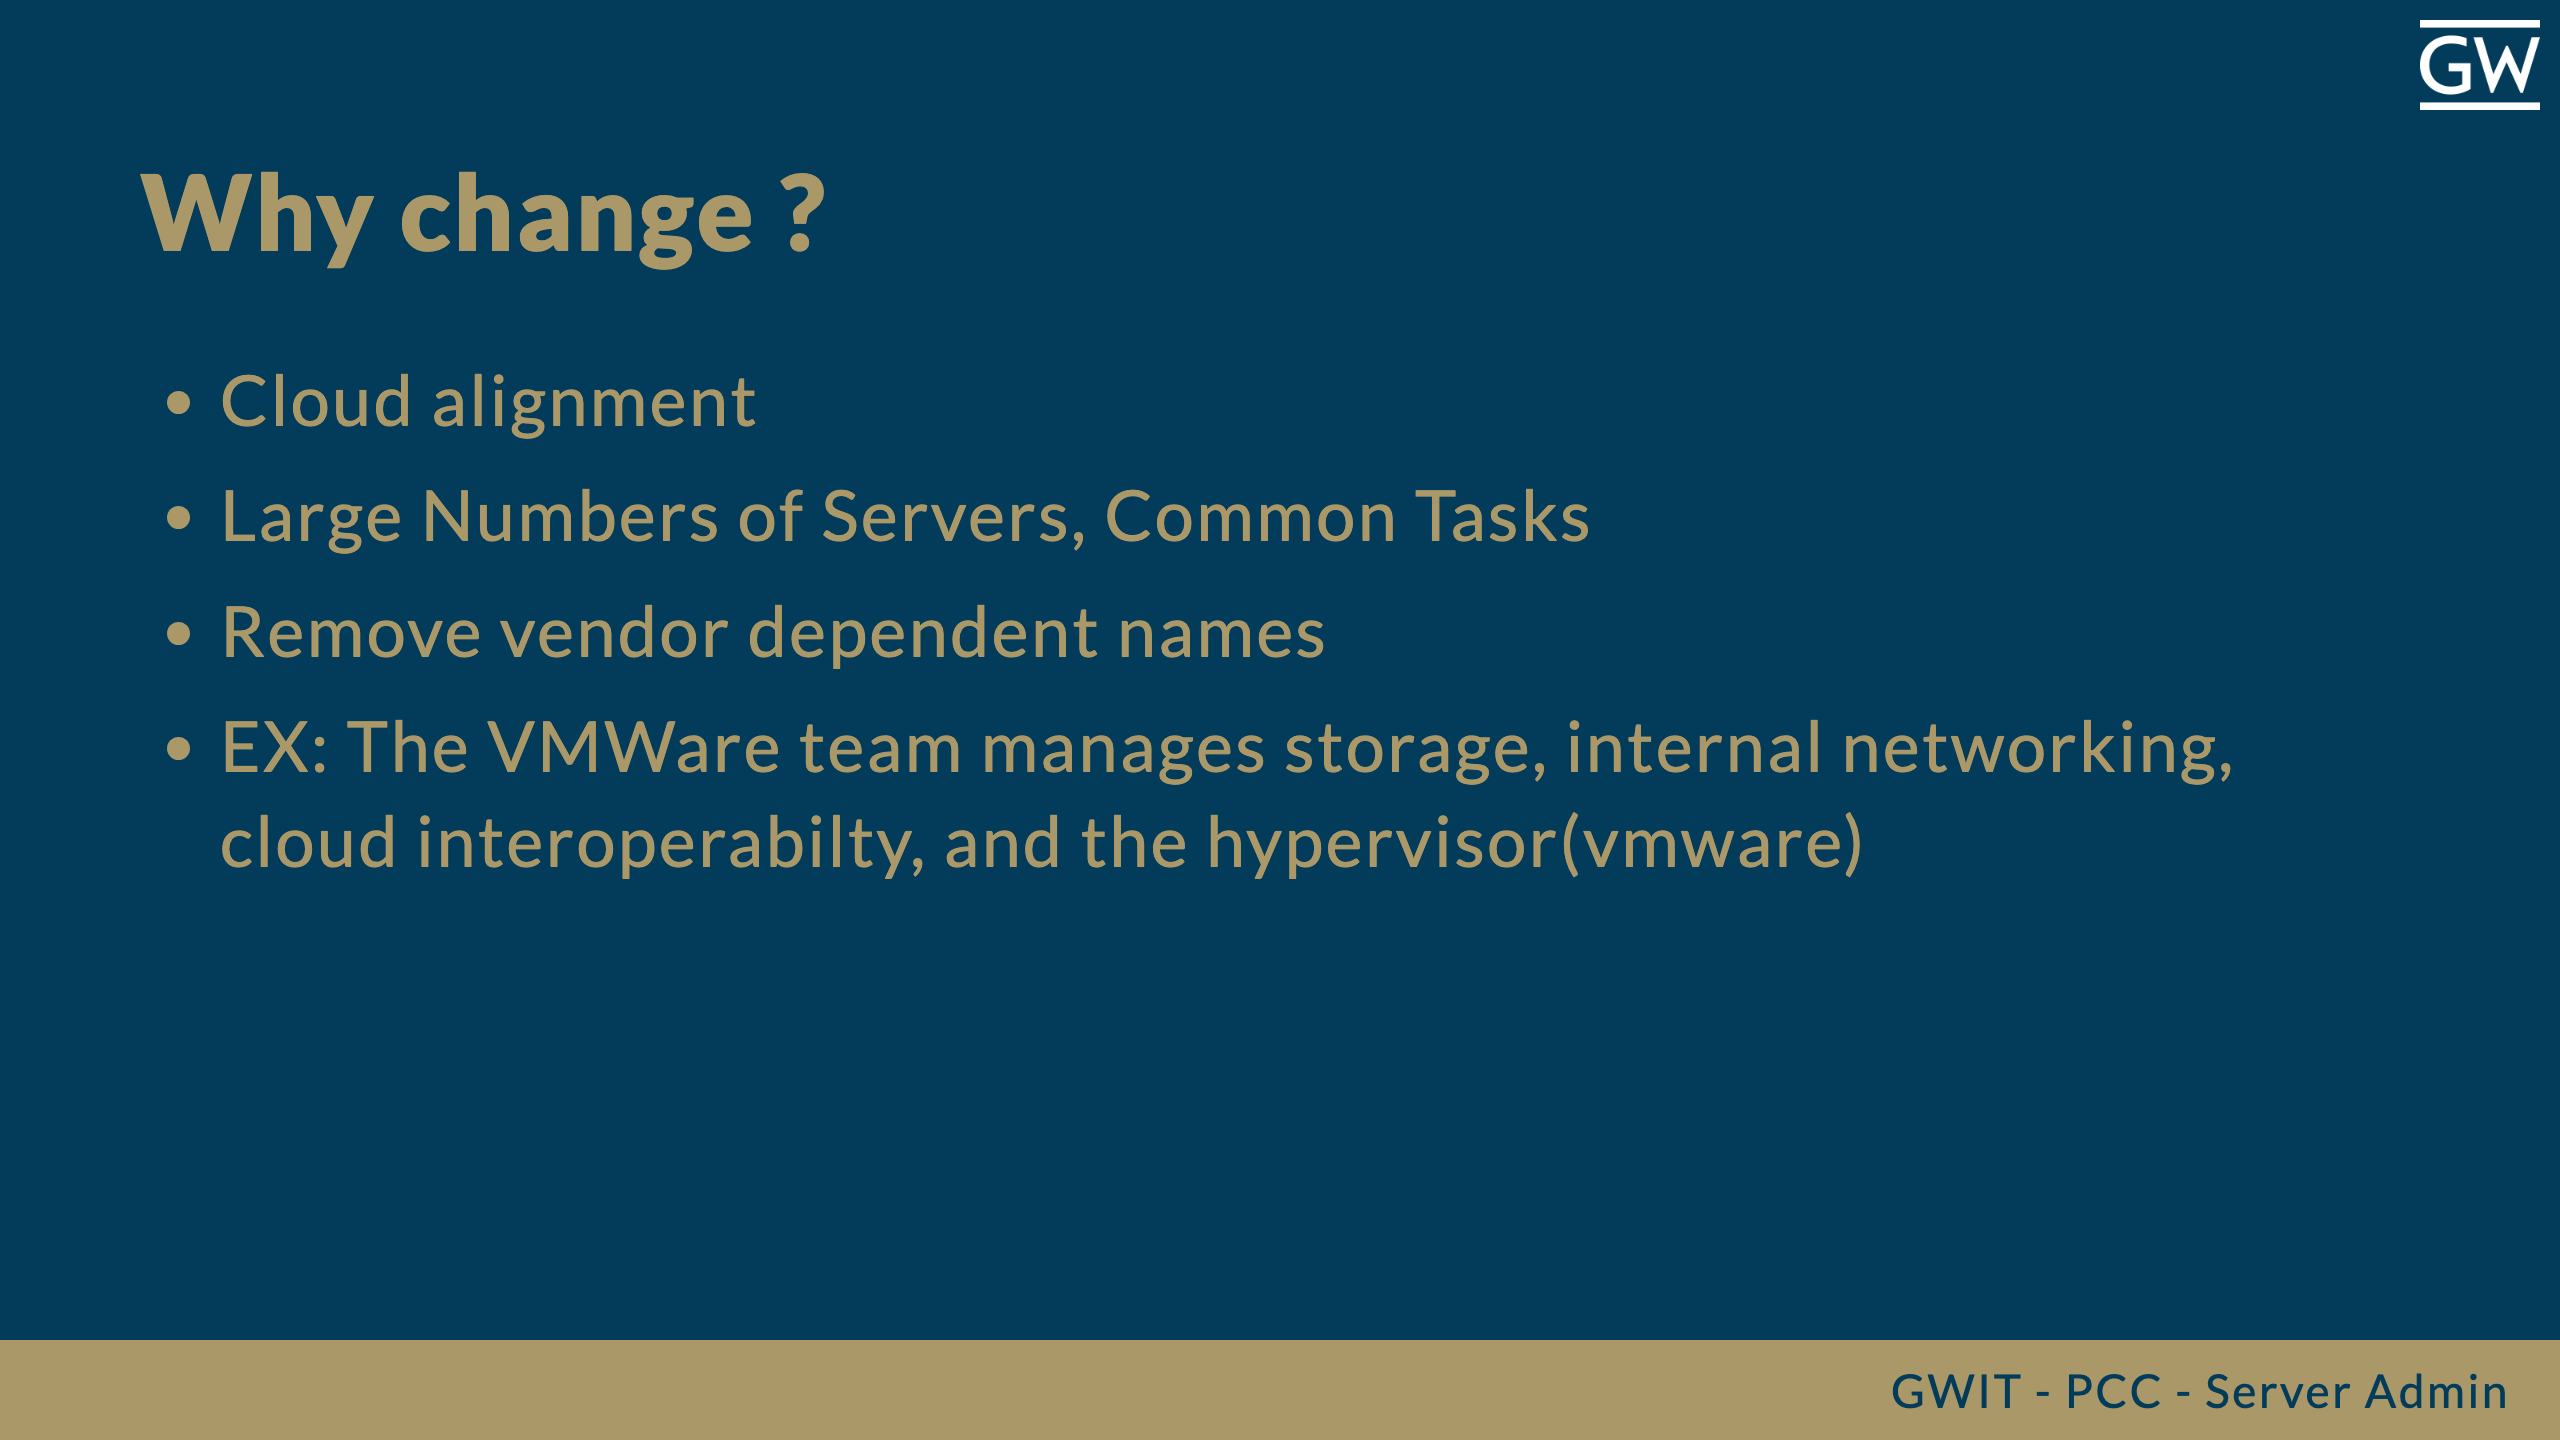 GW
Why change ?
• Cloud alignment
• Large Numbers of Servers, Common Tasks
• Remove vendor dependent names
• EX: The VMWare team manages storage, internal networking,
cloud interoperabilty, and the hypervisor(vmware)
GWIT - PCC - Server Admin